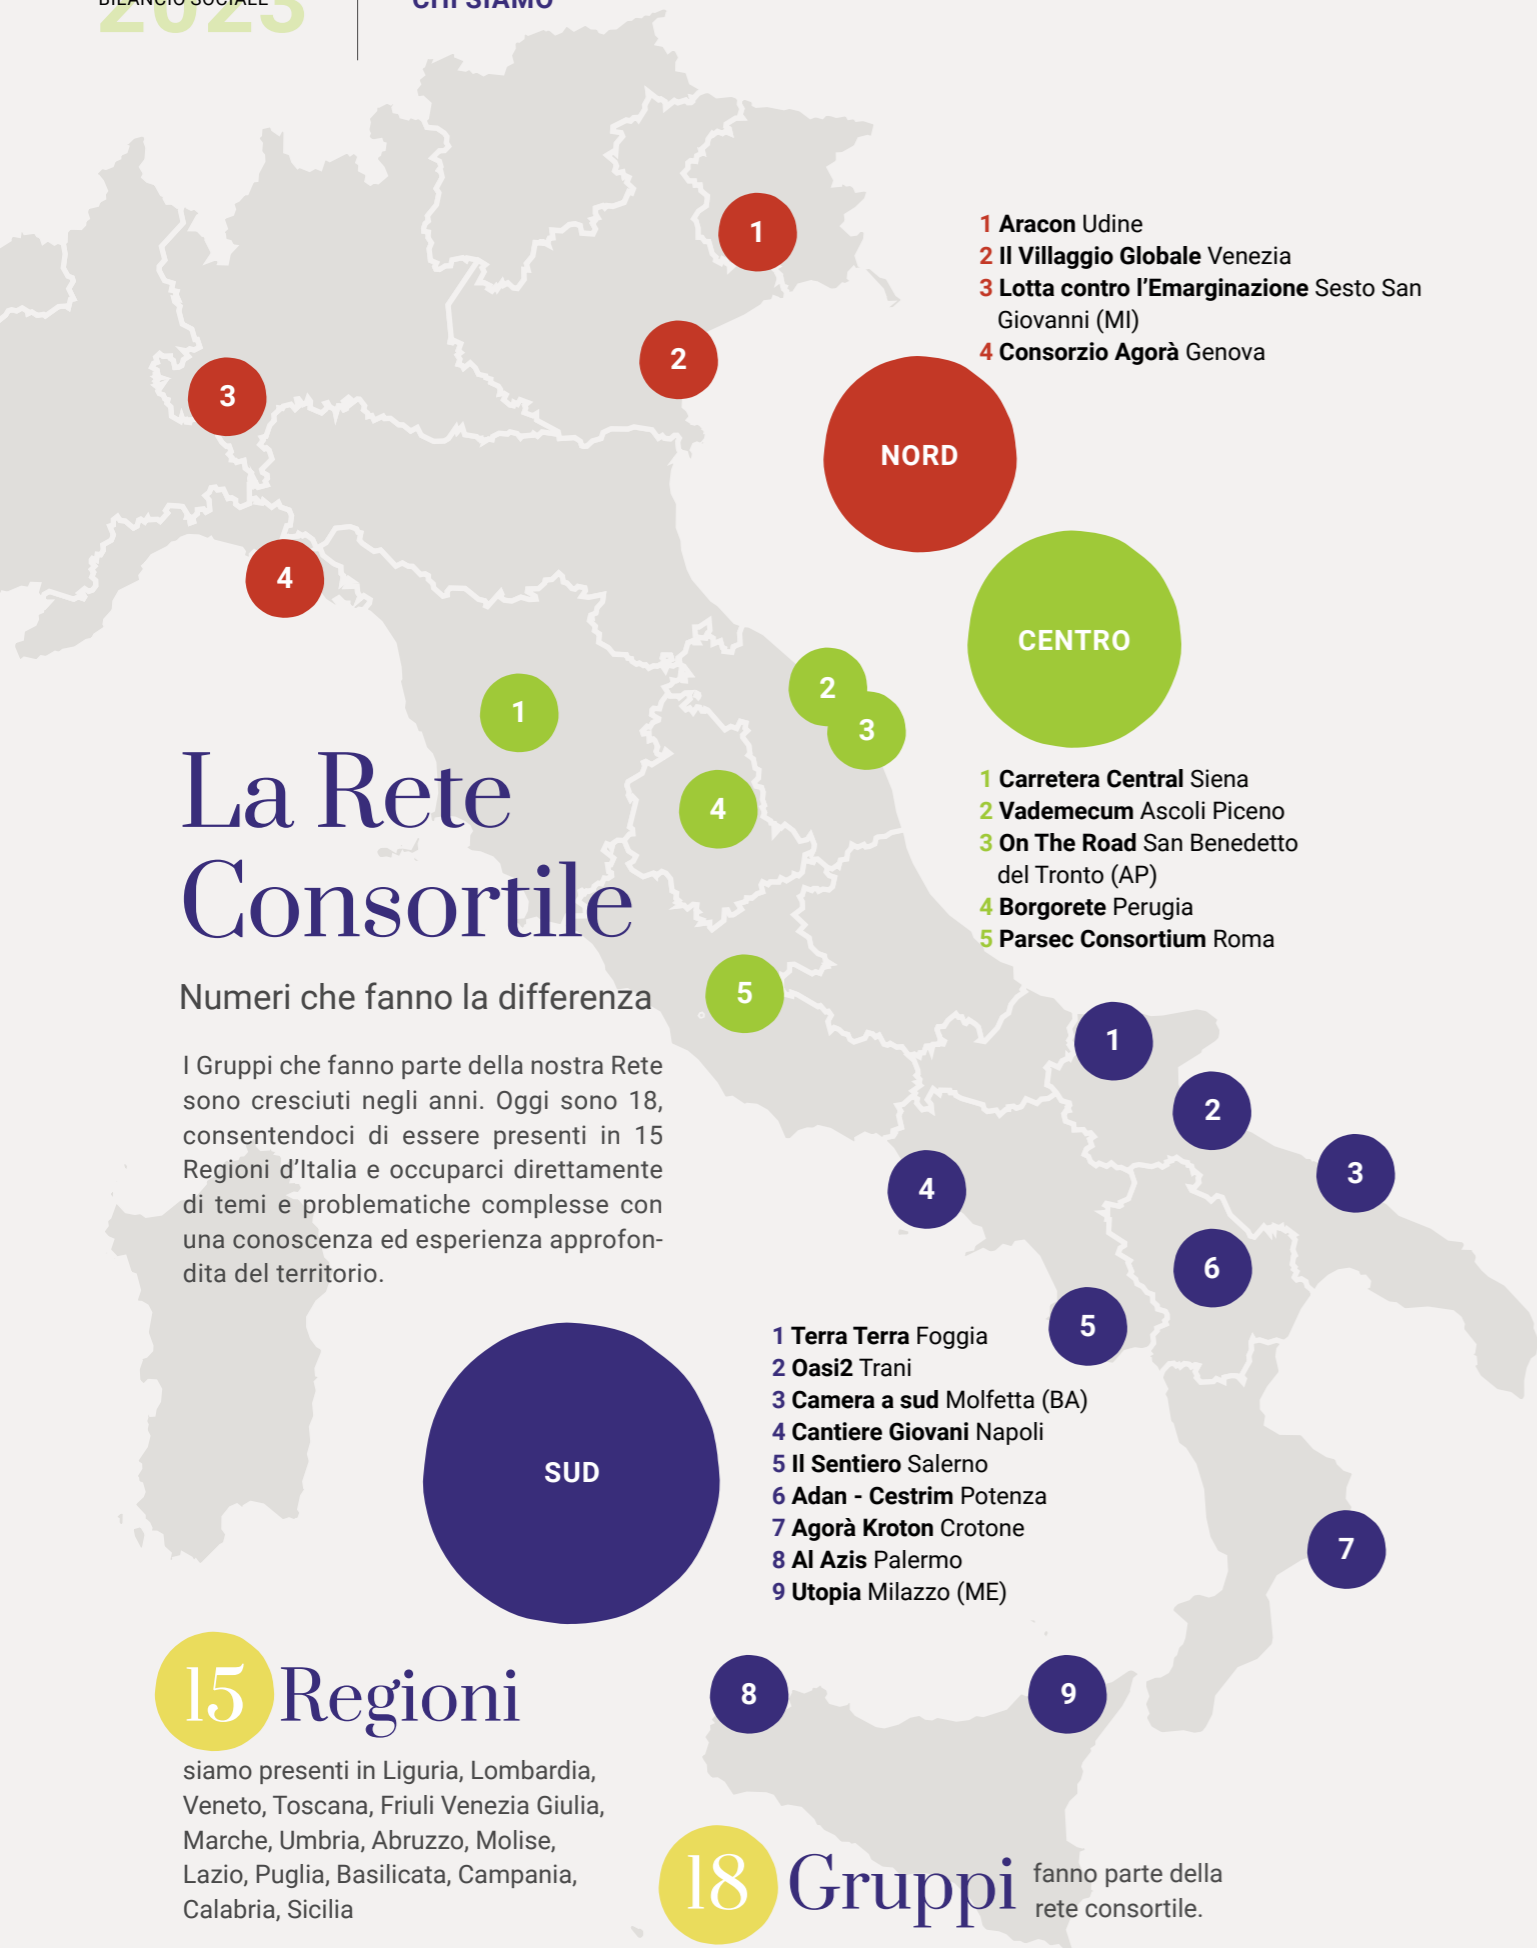 BILANCIO SOCIALE
2023
CHI SIAMO
1
2
3
4
1 Aracon Udine
2 Il Villaggio Globale Venezia
3 Lotta contro l’Emarginazione Sesto San
Giovanni (MI)
4 Consorzio Agorà Genova
NORD
CENTRO
1
2
3
4
5
1 Carretera Central Siena
2 Vademecum Ascoli Piceno
3 On The Road San Benedetto
del Tronto (AP)
4 Borgorete Perugia
5 Parsec Consortium Roma
La Rete
Consortile
Numeri che fanno la differenza
I Gruppi che fanno parte della nostra Rete
sono cresciuti negli anni. Oggi sono 18,
consentendoci di essere presenti in 15
Regioni d’Italia e occuparci direttamente
di temi e problematiche complesse con
una conoscenza ed esperienza approfon-
dita del territorio.
1
2
3
4
5
6
7
8
9
SUD
1 Terra Terra Foggia
2 Oasi2 Trani
3 Camera a sud Molfetta (BA)
4 Cantiere Giovani Napoli
5 Il Sentiero Salerno
6 Adan - Cestrim Potenza
7 Agorà Kroton Crotone
8 Al Azis Palermo
9 Utopia Milazzo (ME)
15 Regioni
siamo presenti in Liguria, Lombardia,
Veneto, Toscana, Friuli Venezia Giulia,
Marche, Umbria, Abruzzo, Molise,
Lazio, Puglia, Basilicata, Campania,
Calabria, Sicilia
18 Gruppi
fanno parte della
rete consortile.